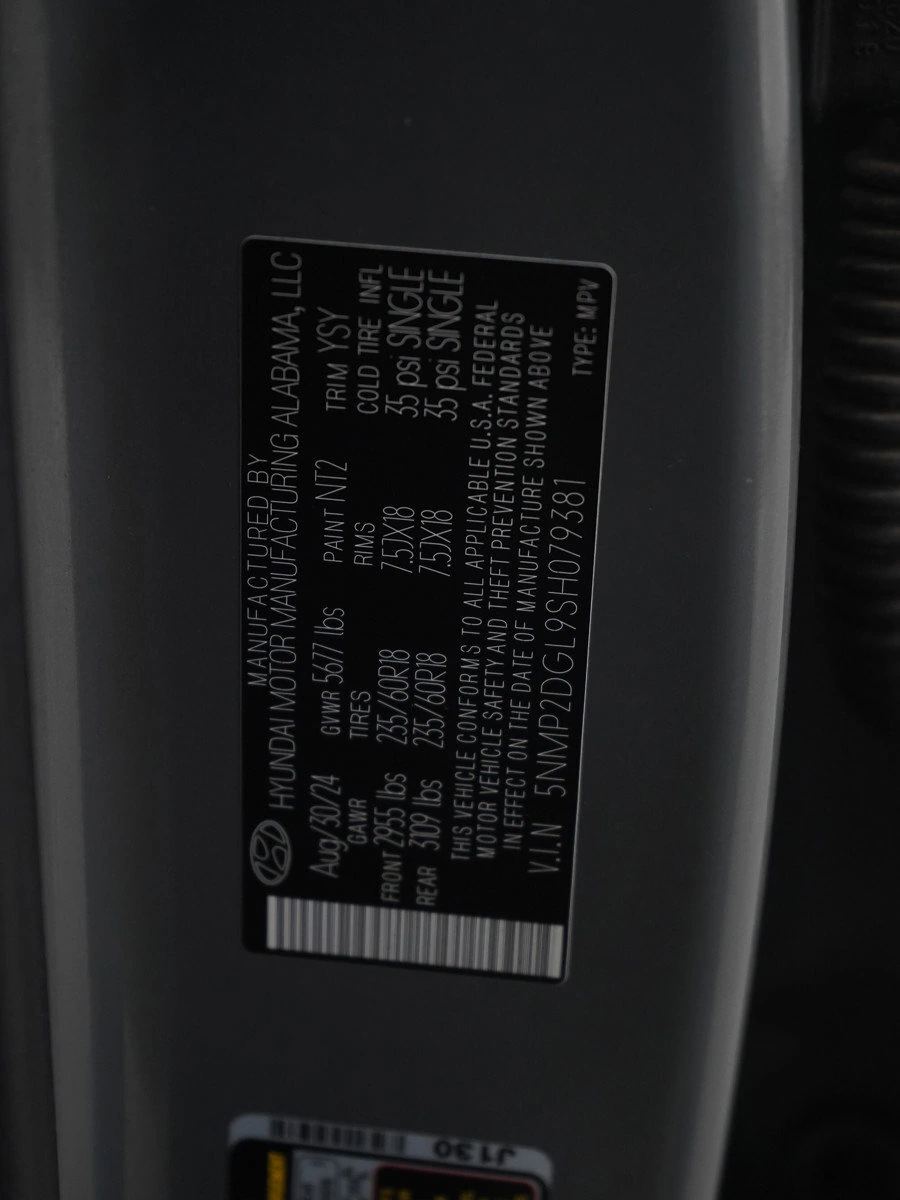 MANUFACTURED BY
HYUNDAI MOTOR MANUFACTURING ALABAMA, LLC
Aug/30/24 GVWR 5677 lbs PAINT NT2 TRIM YSY
GAWR TIRES RIMS COLD TIRE INFL
FRONT 2955 lbs 235/60R18 7.5JX18 35 psi SINGLE
REAR 3109 lbs 235/60R18 7.5JX18 35 psi SINGLE
THIS VEHICLE CONFORMS TO ALL APPLICABLE U.S.A. FEDERAL
MOTOR VEHICLE SAFETY AND THEFT PREVENTION STANDARDS
IN EFFECT ON THE DATE OF MANUFACTURE SHOWN ABOVE
V.I.N 5NMP2DGL9SH079381 TYPE: MPV
J1130